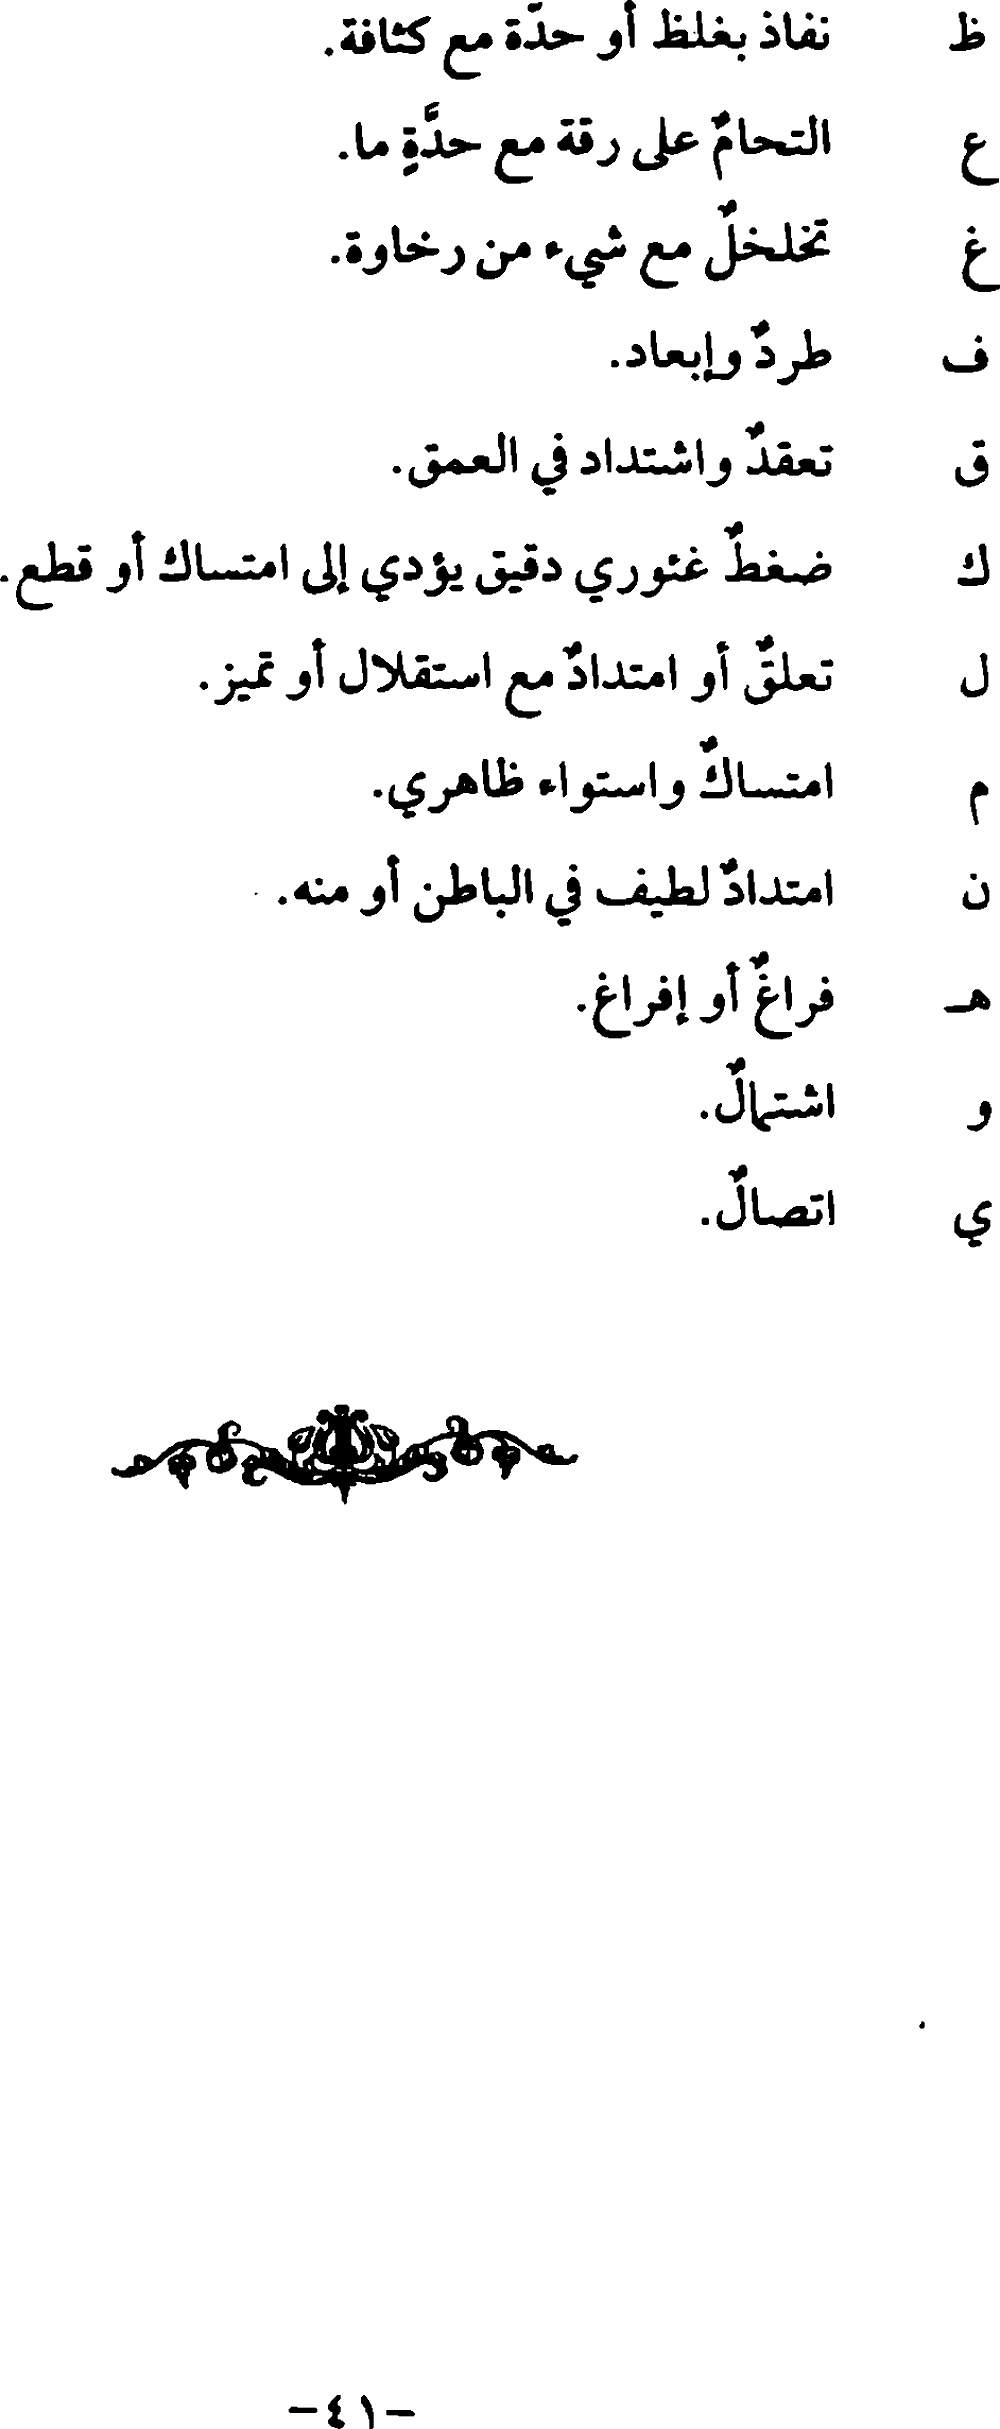 ظ نفاذ بغلظ أو حدّة مع كثافة.
ع التحامٌ على رقة مع حدَّةٍ ما.
غ تخلخلٌ مع شيء من رخاوة.
ف طردٌ وإبعاد.
ق تعقدٌ واشتداد في العمق.
ك ضغطٌ غئوري دقيق يؤدي إلى امتساك أو قطع.
ل تعلقٌ أو امتدادٌ مع استقلال أو تميز.
م امتساكٌ واستواء ظاهري.
ن امتدادٌ لطيف في الباطن أو منه.
هـ فراغٌ أو إفراغ.
و اشتمالٌ.
ي اتصالٌ.
-٤١-